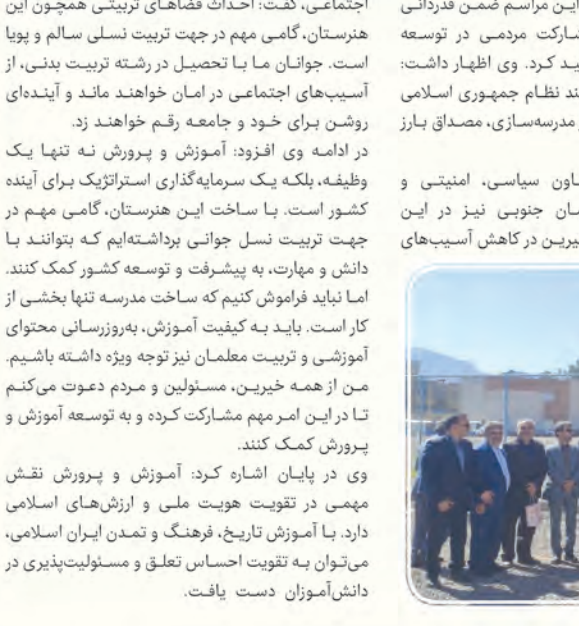 این مراسم ضمن قدردانی
مشارکت مردمی در توسعه
کرد. وی اظهار داشت:
نظام جمهوری اسلامی
مدرسه‌سازی، مصداق بارز
سیاسی، امنیتی و
جنوبی نیز در این
خیرین در کاهش آسیب‌های
اجتماعی، گفت: احداث فضاهای تربیتی همچون این
هنرستان، گامی مهم در جهت تربیت نسلی سالم و پویا
است. جوانان ما با تحصیل در رشته تربیت بدنی، از
آسیب‌های اجتماعی در امان خواهند ماند و آینده‌ای
روشن برای خود و جامعه رقم خواهند زد.
در ادامه وی افزود: آموزش و پرورش نه تنها یک
وظیفه، بلکه یک سرمایه‌گذاری استراتژیک برای آینده
کشور است. با ساخت این هنرستان، گامی مهم در
جهت تربیت نسل جوانی برداشته‌ایم که بتوانند با
دانش و مهارت، به پیشرفت و توسعه کشور کمک کنند.
اما نباید فراموش کنیم که ساخت مدرسه تنها بخشی از
کار است. باید به کیفیت آموزش، به‌روزرسانی محتوای
آموزشی و تربیت معلمان نیز توجه ویژه داشته باشیم.
من از همه خیرین، مسئولین و مردم دعوت می‌کنم
تا در این امر مهم مشارکت کرده و به توسعه آموزش و
پرورش کمک کنند.
وی در پایان اشاره کرد: آموزش و پرورش نقش
مهمی در تقویت هویت ملی و ارزش‌های اسلامی
دارد. با آموزش تاریخ، فرهنگ و تمدن ایران اسلامی،
می‌توان به تقویت احساس تعلق و مسئولیت‌پذیری در
دانش‌آموزان دست یافت.